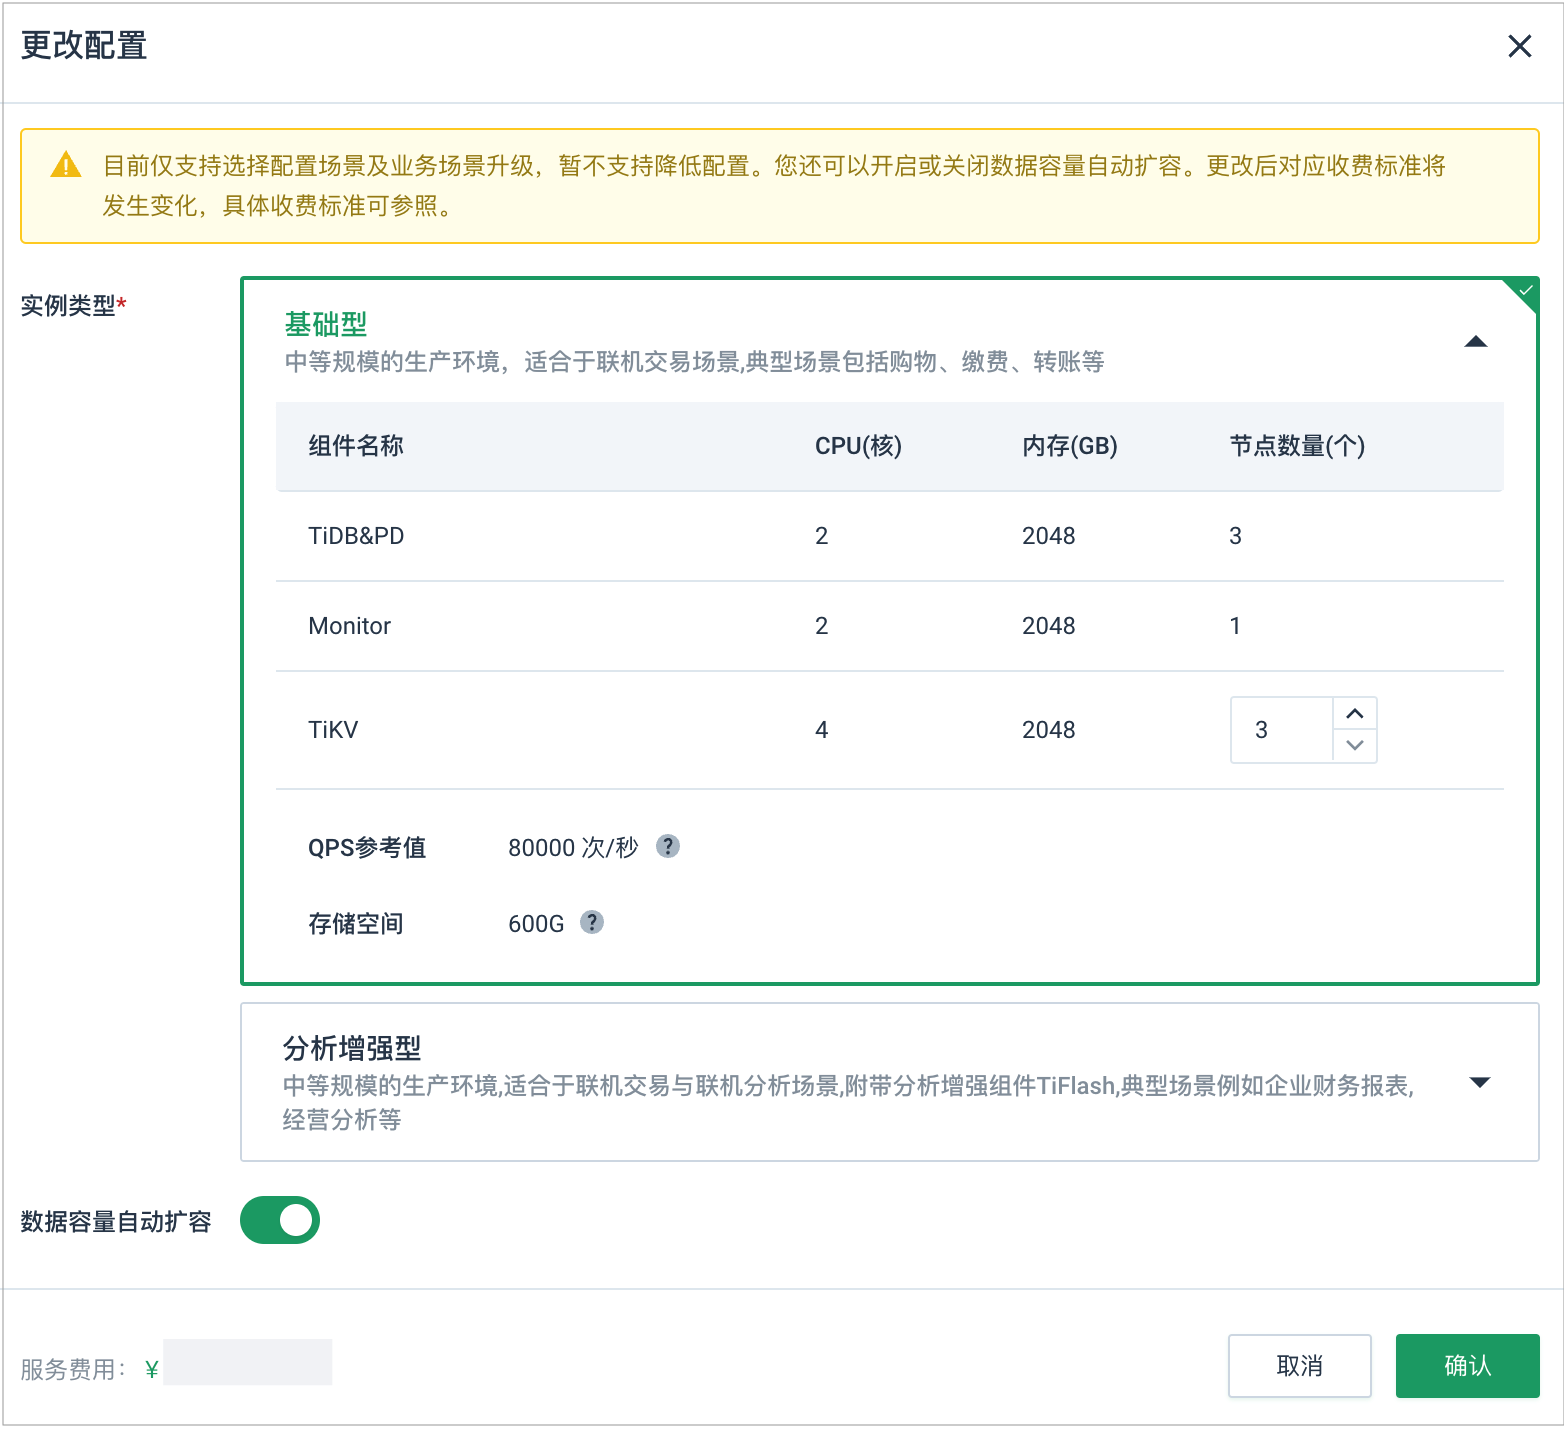 更改配置
目前仅支持选择配置场景及业务场景升级，暂不支持降低配置。您还可以开启或关闭数据容量自动扩容。更改后对应收费标准将
发生变化，具体收费标准可参照。
实例类型*
基础型
中等规模的生产环境，适合于联机交易场景,典型场景包括购物、缴费、转账等
组件名称 CPU(核) 内存(GB) 节点数量(个)
TiDB&PD 2 2048 3
Monitor 2 2048 1
TiKV 4 2048 3
QPS参考值 80000 次/秒 ?
存储空间 600G ?
分析增强型
中等规模的生产环境,适合于联机交易与联机分析场景,附带分析增强组件TiFlash,典型场景例如企业财务报表,
经营分析等
数据容量自动扩容
服务费用： ¥
取消 确认